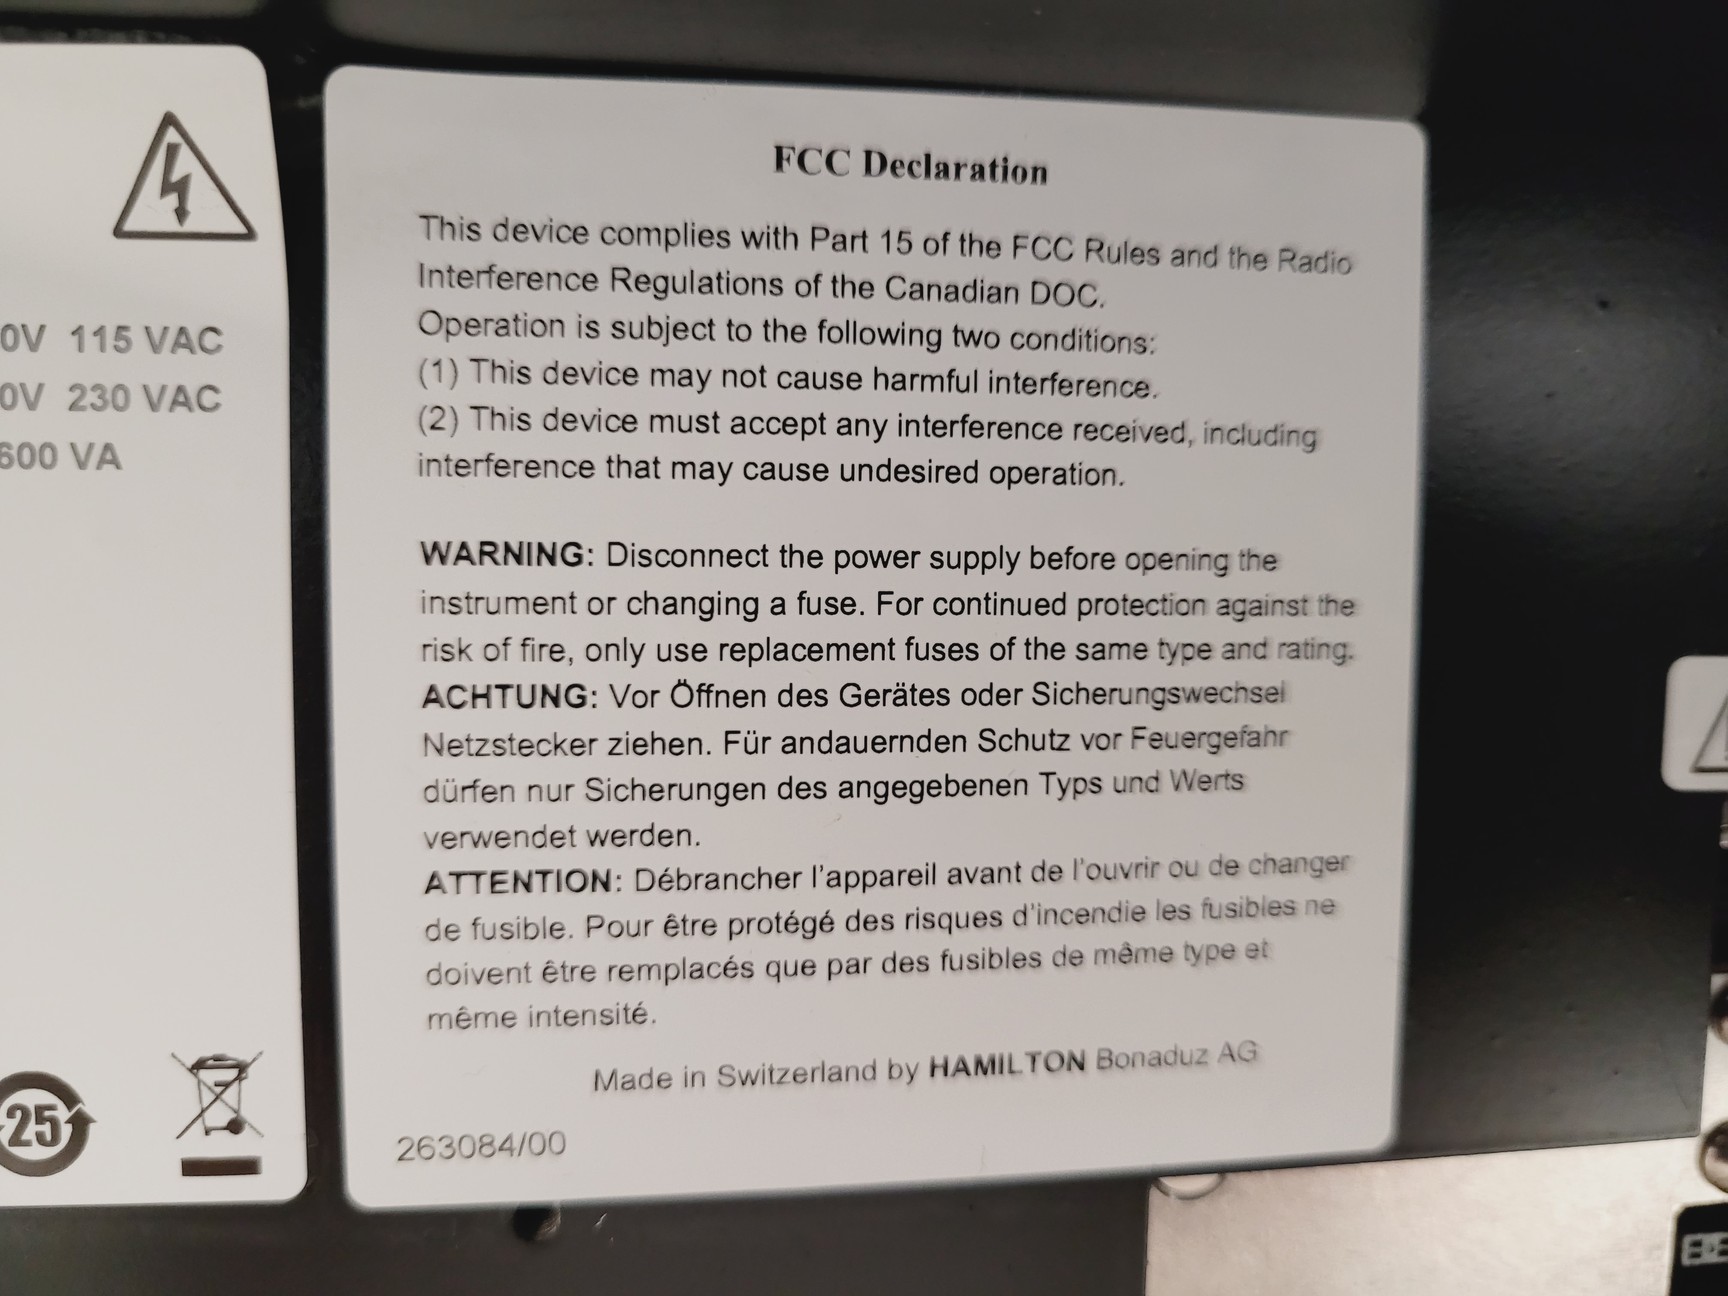 0V 115 VAC
0V 230 VAC
600 VA
25
FCC Declaration
This device complies with Part 15 of the FCC Rules and the Radio
Interference Regulations of the Canadian DOC.
Operation is subject to the following two conditions:
(1) This device may not cause harmful interference.
(2) This device must accept any interference received, including
interference that may cause undesired operation.
WARNING: Disconnect the power supply before opening the
instrument or changing a fuse. For continued protection against the
risk of fire, only use replacement fuses of the same type and rating.
ACHTUNG: Vor Öffnen des Gerätes oder Sicherungswechsel
Netzstecker ziehen. Für andauernden Schutz vor Feuergefahr
dürfen nur Sicherungen des angegebenen Typs und Werts
verwendet werden.
ATTENTION: Débrancher l'appareil avant de l'ouvrir ou de changer
de fusible. Pour être protégé des risques d'incendie les fusibles ne
doivent être remplacés que par des fusibles de même type et
même intensité.
Made in Switzerland by HAMILTON Bonaduz AG
263084/00